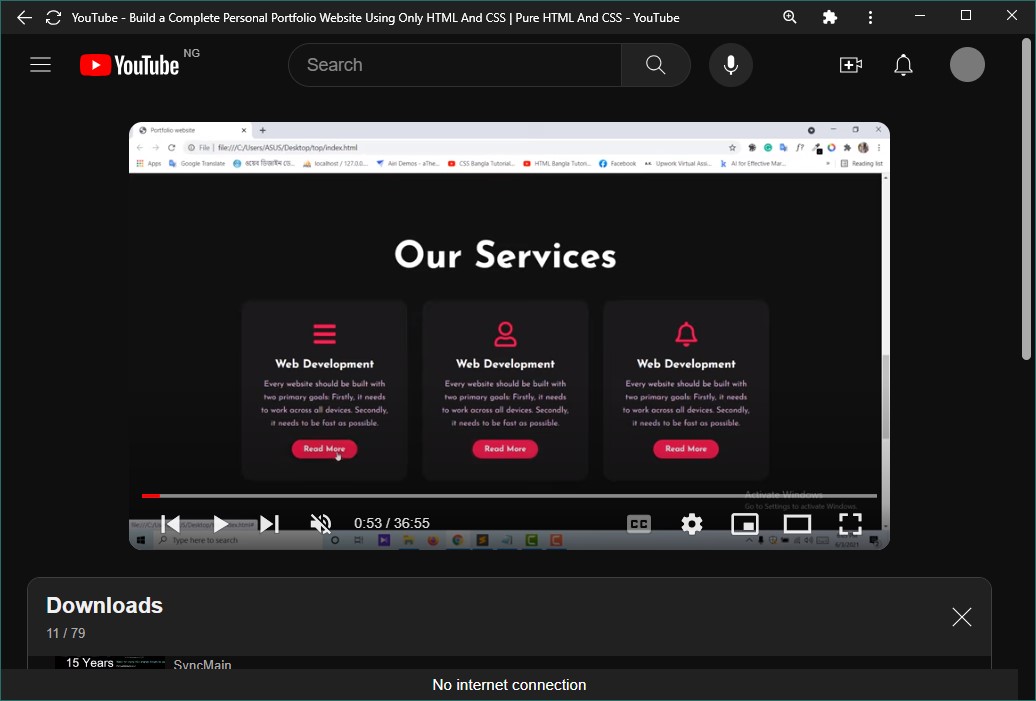 YouTube - Build a Complete Personal Portfolio Website Using Only HTML And CSS | Pure HTML And CSS - YouTube
YouTube NG
Search
Portfolio website
File | file:///C:/Users/ASUS/Desktop/top/index.html
Apps Google Translate localhost / 127.0.0... Airi Demos - aThe... CSS Bangla Tutorial... HTML Bangla Tutori... Facebook Upwork Virtual Assi... AI for Effective Mar... » Reading list
Our Services
Web Development Web Development Web Development
Every website should be built with Every website should be built with Every website should be built with
two primary goals: Firstly, it needs two primary goals: Firstly, it needs two primary goals: Firstly, it needs
to work across all devices. Secondly, to work across all devices. Secondly, to work across all devices. Secondly,
it needs to be fast as possible. it needs to be fast as possible. it needs to be fast as possible.
Read More Read More Read More
Activate Windows
Go to Settings to activate Windows.
0:53 / 36:55 CC
Type here to search
6/3/2021
Downloads
11 / 79
15 Years SyncMain
No internet connection